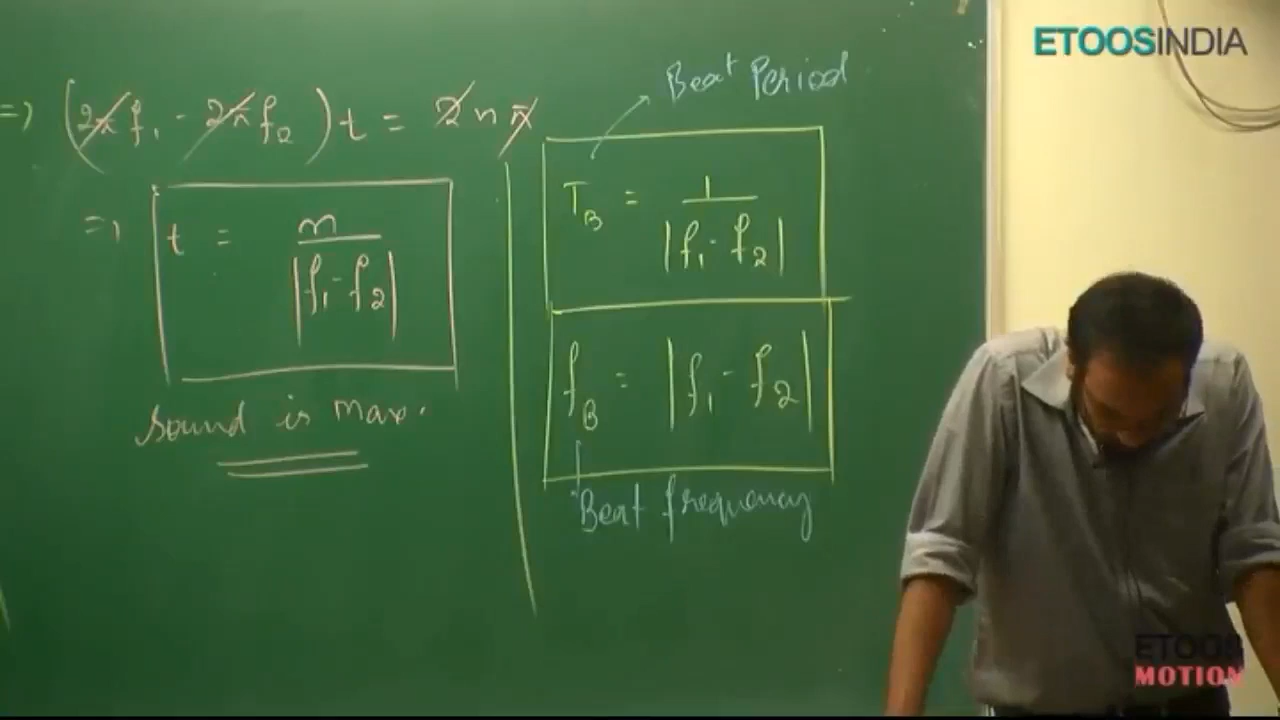 ETOOSINDIA
=> (2π f₁ - 2π f₂) t = 2 n π
=> t = n / |f₁ - f₂|
Sound is Max.
Beat Period
T_B = 1 / |f₁ - f₂|
f_B = |f₁ - f₂|
Beat frequency
ETOOS
MOTION